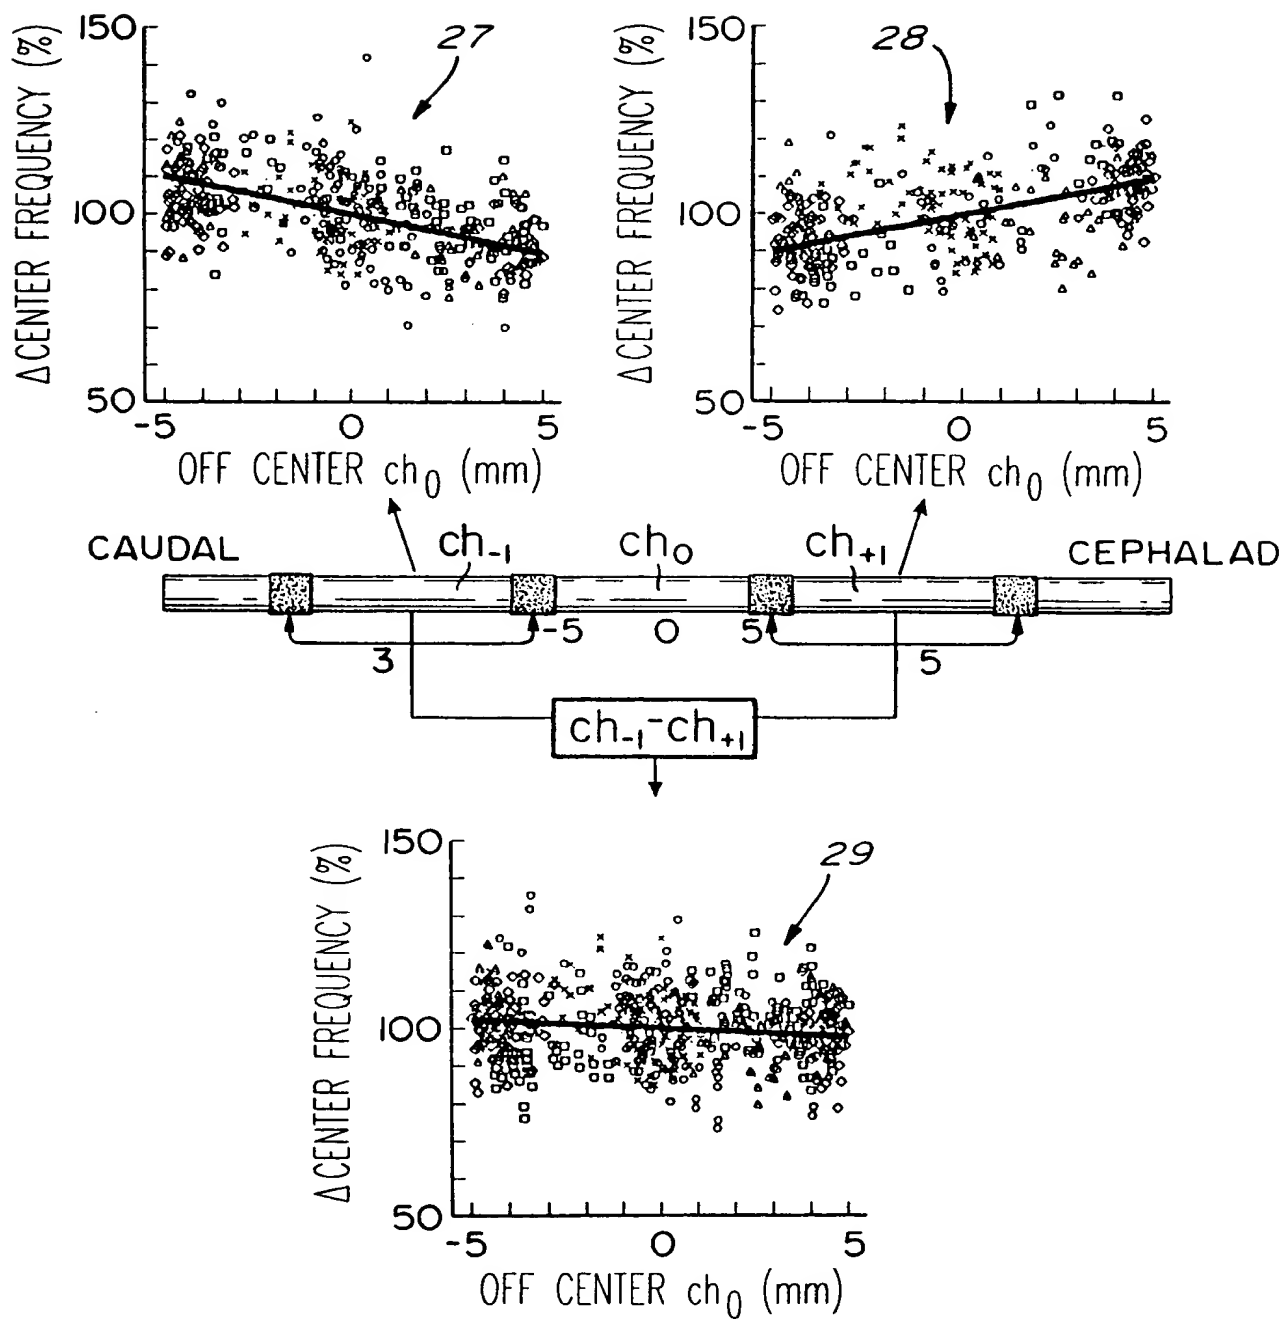 150
27
ΔCENTER FREQUENCY (%)
100
50
-5 0 5
OFF CENTER ch0 (mm)
150
28
ΔCENTER FREQUENCY (%)
100
50
-5 0 5
OFF CENTER ch0 (mm)
CAUDAL ch-1 ch0 ch+1 CEPHALAD
-5 0 5
3 5
ch-1-ch+1
150
29
ΔCENTER FREQUENCY (%)
100
50
-5 0 5
OFF CENTER ch0 (mm)